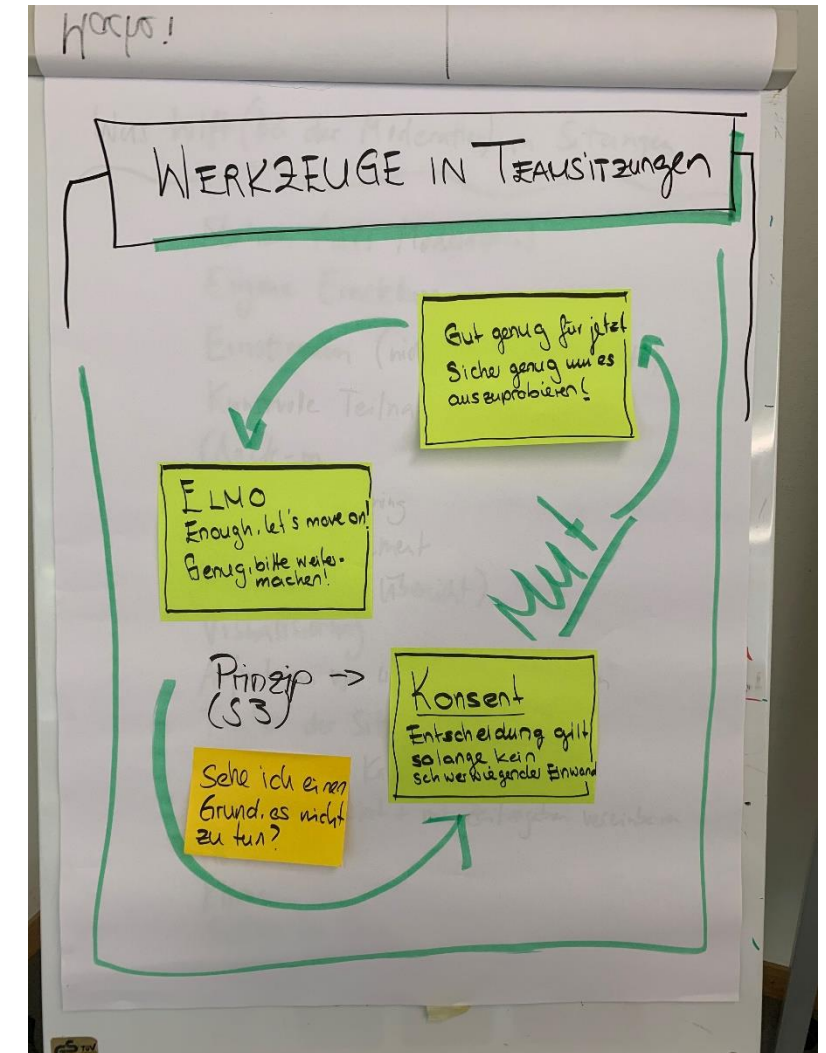 WERKZEUGE IN TEAMSITZUNGEN
Gut genug für jetzt
Sicher genug um es
auszuprobieren!
ELMO
Enough, let's move on!
Genug, bitte weiter-
machen!
Mut
Prinzip ->
(S3)
Konsent
Entscheidung gilt
solange kein
schwerwiegender Einwand
Sehe ich einen
Grund, es nicht
zu tun?